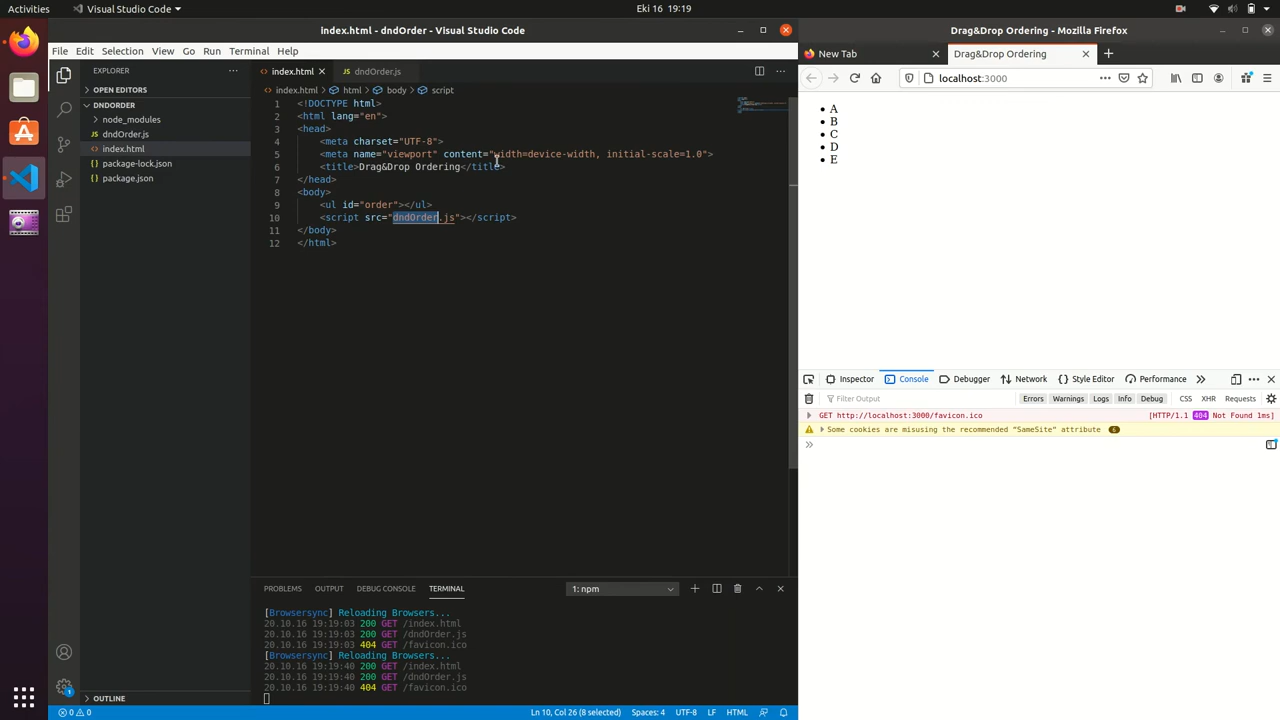 Activities
Visual Studio Code
Eki 16 19:19
index.html - dndOrder - Visual Studio Code
File Edit Selection View Go Run Terminal Help
EXPLORER
OPEN EDITORS
DNDORDER
node_modules
dndOrder.js
index.html
package-lock.json
package.json
OUTLINE
index.html
JS dndOrder.js
index.html > html > body > script
1 <!DOCTYPE html>
2 <html lang="en">
3 <head>
4 <meta charset="UTF-8">
5 <meta name="viewport" content="width=device-width, initial-scale=1.0">
6 <title>Drag&Drop Ordering</title>
7 </head>
8 <body>
9 <ul id="order"></ul>
10 <script src="dndOrder.js"></script>
11 </body>
12 </html>
PROBLEMS OUTPUT DEBUG CONSOLE TERMINAL
1: npm
[Browsersync] Reloading Browsers...
20.10.16 19:19:03 200 GET /index.html
20.10.16 19:19:03 200 GET /dndOrder.js
20.10.16 19:19:03 404 GET /favicon.ico
[Browsersync] Reloading Browsers...
20.10.16 19:19:40 200 GET /index.html
20.10.16 19:19:40 200 GET /dndOrder.js
20.10.16 19:19:40 404 GET /favicon.ico
0 0
Ln 10, Col 26 (8 selected) Spaces: 4 UTF-8 LF HTML
Drag&Drop Ordering - Mozilla Firefox
New Tab
Drag&Drop Ordering
localhost:3000
A
B
C
D
E
Inspector Console Debugger Network Style Editor Performance
Filter Output
Errors Warnings Logs Info Debug CSS XHR Requests
GET http://localhost:3000/favicon.ico [HTTP/1.1 404 Not Found 1ms]
Some cookies are misusing the recommended “SameSite” attribute 6